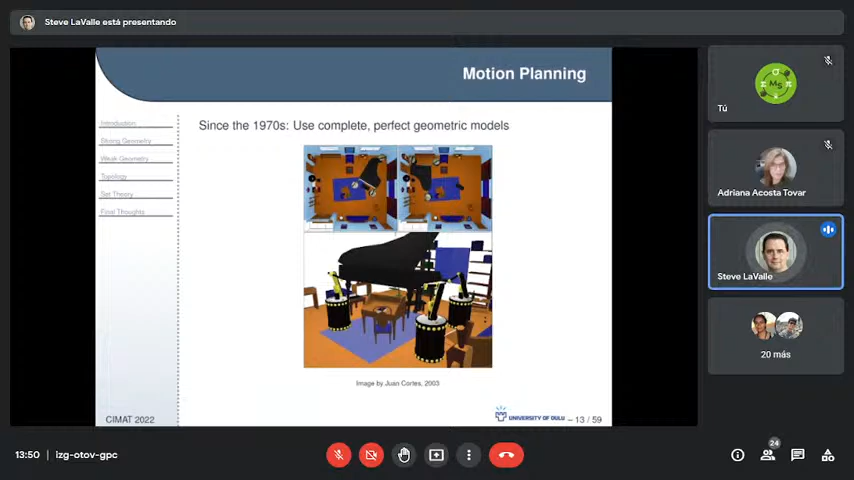 Steve LaValle está presentando
Motion Planning
Introduction
Strong Geometry
Weak Geometry
Topology
Set Theory
Final Thoughts
Since the 1970s: Use complete, perfect geometric models
Image by Juan Cortes, 2003
CIMAT 2022
UNIVERSITY OF OULU
– 13 / 59
Tú
Adriana Acosta Tovar
Steve LaValle
20 más
13:50 | izg-otov-gpc
24